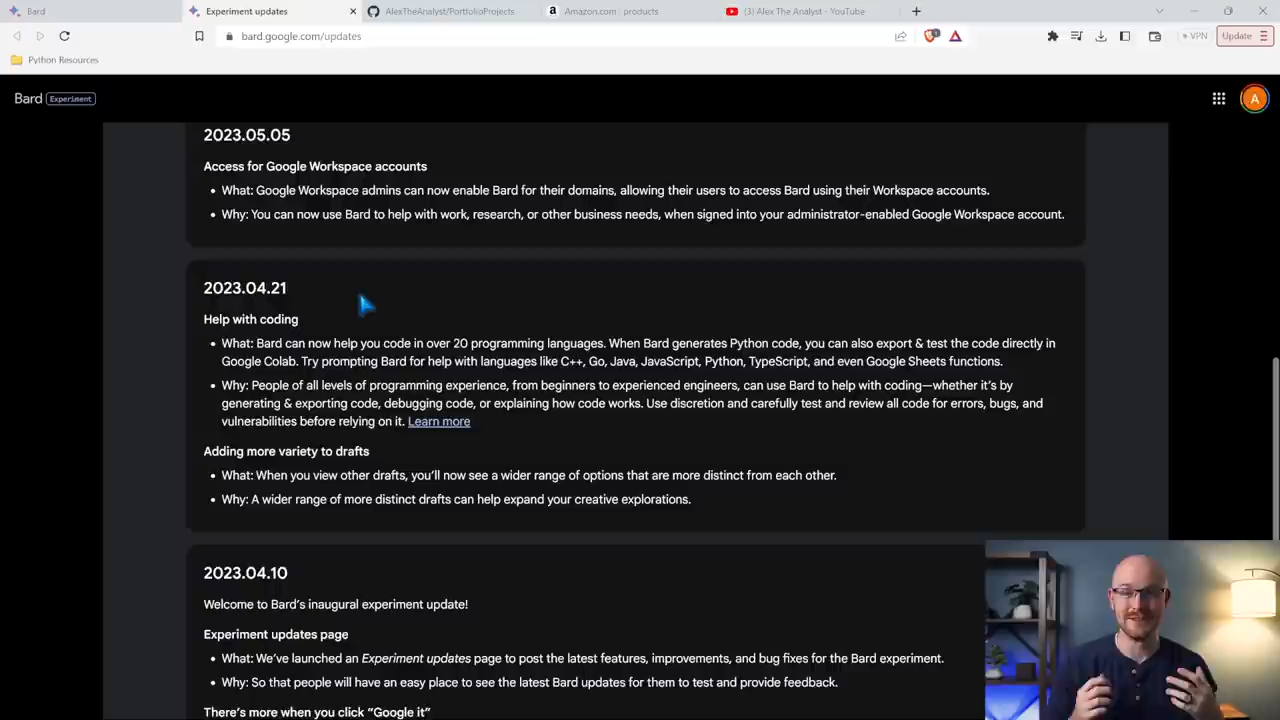 Bard
Experiment updates
AlexTheAnalyst/PortfolioProjects
Amazon.com : products
(3) Alex The Analyst - YouTube
bard.google.com/updates
VPN
Update
Python Resources
Bard Experiment
A
2023.05.05
Access for Google Workspace accounts
• What: Google Workspace admins can now enable Bard for their domains, allowing their users to access Bard using their Workspace accounts.
• Why: You can now use Bard to help with work, research, or other business needs, when signed into your administrator-enabled Google Workspace account.
2023.04.21
Help with coding
• What: Bard can now help you code in over 20 programming languages. When Bard generates Python code, you can also export & test the code directly in
Google Colab. Try prompting Bard for help with languages like C++, Go, Java, JavaScript, Python, TypeScript, and even Google Sheets functions.
• Why: People of all levels of programming experience, from beginners to experienced engineers, can use Bard to help with coding—whether it's by
generating & exporting code, debugging code, or explaining how code works. Use discretion and carefully test and review all code for errors, bugs, and
vulnerabilities before relying on it. Learn more
Adding more variety to drafts
• What: When you view other drafts, you'll now see a wider range of options that are more distinct from each other.
• Why: A wider range of more distinct drafts can help expand your creative explorations.
2023.04.10
Welcome to Bard's inaugural experiment update!
Experiment updates page
• What: We've launched an Experiment updates page to post the latest features, improvements, and bug fixes for the Bard experiment.
• Why: So that people will have an easy place to see the latest Bard updates for them to test and provide feedback.
There's more when you click "Google it"